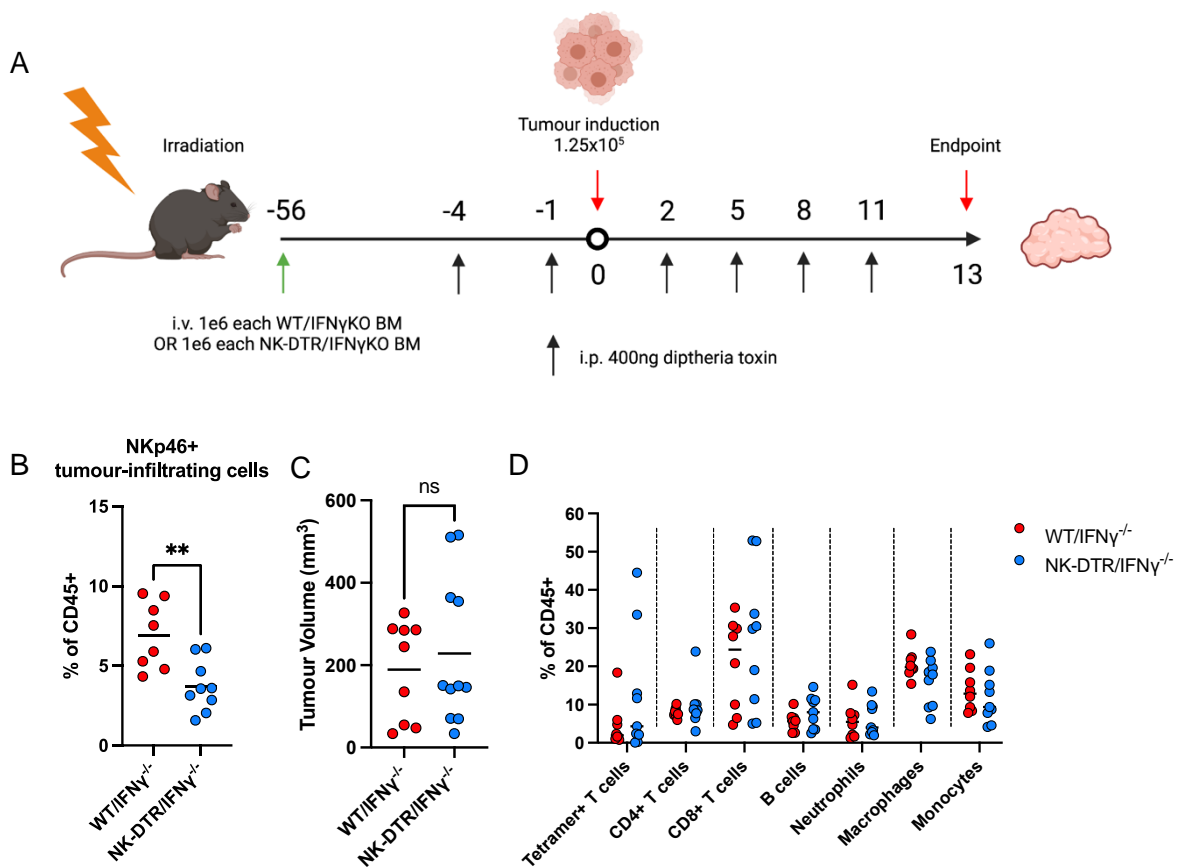 A
Irradiation
Tumour induction
1.25x10⁵
Endpoint
-56
-4
-1
2
5
8
11
0
13
i.v. 1e6 each WT/IFNγKO BM
OR 1e6 each NK-DTR/IFNγKO BM
i.p. 400ng diptheria toxin
B
NKp46+
tumour-infiltrating cells
% of CD45+
15
10
5
0
**
WT/IFNγ⁻/⁻
NK-DTR/IFNγ⁻/⁻
C
Tumour Volume (mm³)
600
400
200
0
ns
WT/IFNγ⁻/⁻
NK-DTR/IFNγ⁻/⁻
D
% of CD45+
60
50
40
30
20
10
0
Tetramer+ T cells
CD4+ T cells
CD8+ T cells
B cells
Neutrophils
Macrophages
Monocytes
WT/IFNγ⁻/⁻
NK-DTR/IFNγ⁻/⁻